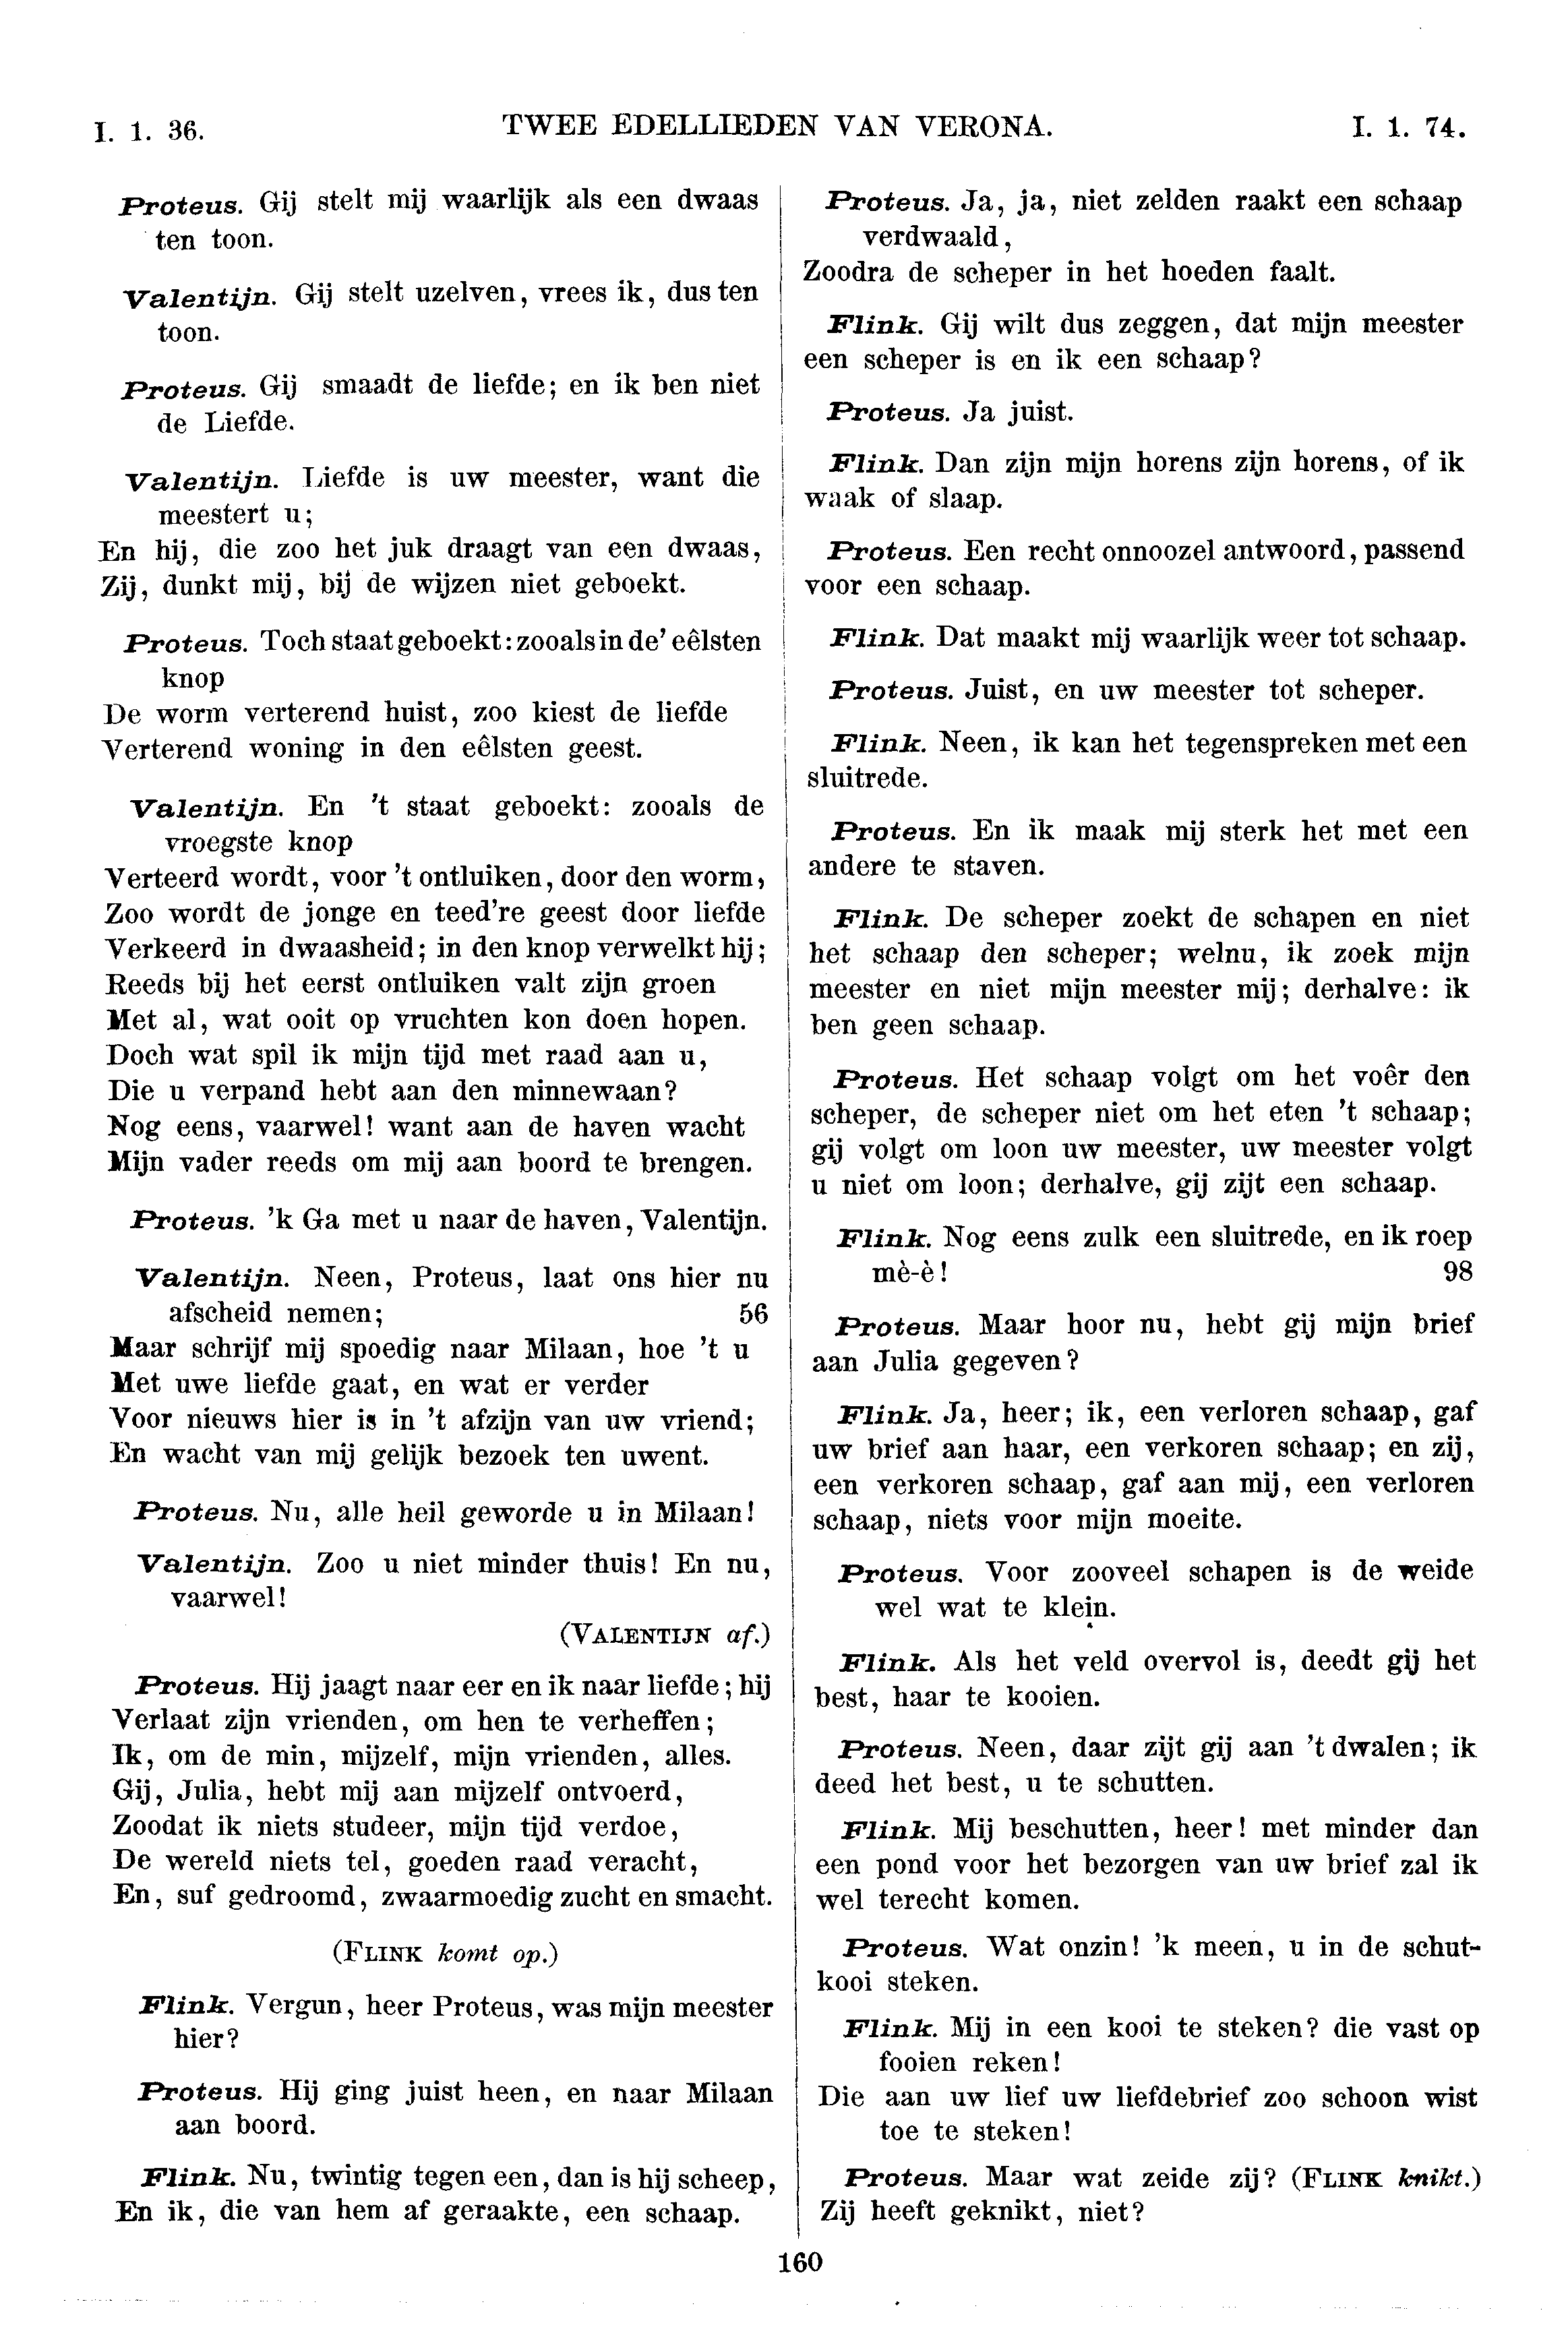 I. 1. 36.
TWEE EDELLIEDEN VAN VERONA.
I. 1. 74.
Proteus. Gij stelt mij waarlijk als een dwaas
ten toon.
Valentijn. Gij stelt uzelven, vrees ik, dus ten
toon.
Proteus. Gij smaadt de liefde; en ik ben niet
de Liefde.
Valentijn. Liefde is uw meester, want die
meestert u;
En hij, die zoo het juk draagt van een dwaas,
Zij, dunkt mij, bij de wijzen niet geboekt.
Proteus. Toch staat geboekt: zooals in de' eêlsten
knop
De worm verterend huist, zoo kiest de liefde
Verterend woning in den eêlsten geest.
Valentijn. En 't staat geboekt: zooals de
vroegste knop
Verteerd wordt, voor 't ontluiken, door den worm,
Zoo wordt de jonge en teed're geest door liefde
Verkeerd in dwaasheid; in den knop verwelkt hij;
Reeds bij het eerst ontluiken valt zijn groen
Met al, wat ooit op vruchten kon doen hopen.
Doch wat spil ik mijn tijd met raad aan u,
Die u verpand hebt aan den minnewaan?
Nog eens, vaarwel! want aan de haven wacht
Mijn vader reeds om mij aan boord te brengen.
Proteus. 'k Ga met u naar de haven, Valentijn.
Valentijn. Neen, Proteus, laat ons hier nu
afscheid nemen; 56
Maar schrijf mij spoedig naar Milaan, hoe 't u
Met uwe liefde gaat, en wat er verder
Voor nieuws hier is in 't afzijn van uw vriend;
En wacht van mij gelijk bezoek ten uwent.
Proteus. Nu, alle heil geworde u in Milaan!
Valentijn. Zoo u niet minder thuis! En nu,
vaarwel!
(VALENTIJN af.)
Proteus. Hij jaagt naar eer en ik naar liefde; hij
Verlaat zijn vrienden, om hen te verheffen;
Ik, om de min, mijzelf, mijn vrienden, alles.
Gij, Julia, hebt mij aan mijzelf ontvoerd,
Zoodat ik niets studeer, mijn tijd verdoe,
De wereld niets tel, goeden raad veracht,
En, suf gedroomd, zwaarmoedig zucht en smacht.
(FLINK komt op.)
Flink. Vergun, heer Proteus, was mijn meester
hier?
Proteus. Hij ging juist heen, en naar Milaan
aan boord.
Flink. Nu, twintig tegen een, dan is hij scheep,
En ik, die van hem af geraakte, een schaap.
Proteus. Ja, ja, niet zelden raakt een schaap
verdwaald,
Zoodra de scheper in het hoeden faalt.
Flink. Gij wilt dus zeggen, dat mijn meester
een scheper is en ik een schaap?
Proteus. Ja juist.
Flink. Dan zijn mijn horens zijn horens, of ik
waak of slaap.
Proteus. Een recht onnoozel antwoord, passend
voor een schaap.
Flink. Dat maakt mij waarlijk weer tot schaap.
Proteus. Juist, en uw meester tot scheper.
Flink. Neen, ik kan het tegenspreken met een
sluitrede.
Proteus. En ik maak mij sterk het met een
andere te staven.
Flink. De scheper zoekt de schapen en niet
het schaap den scheper; welnu, ik zoek mijn
meester en niet mijn meester mij; derhalve: ik
ben geen schaap.
Proteus. Het schaap volgt om het voêr den
scheper, de scheper niet om het eten 't schaap;
gij volgt om loon uw meester, uw meester volgt
u niet om loon; derhalve, gij zijt een schaap.
Flink. Nog eens zulk een sluitrede, en ik roep
mè-è! 98
Proteus. Maar hoor nu, hebt gij mijn brief
aan Julia gegeven?
Flink. Ja, heer; ik, een verloren schaap, gaf
uw brief aan haar, een verkoren schaap; en zij,
een verkoren schaap, gaf aan mij, een verloren
schaap, niets voor mijn moeite.
Proteus. Voor zooveel schapen is de weide
wel wat te klein.
Flink. Als het veld overvol is, deedt gij het
best, haar te kooien.
Proteus. Neen, daar zijt gij aan 't dwalen; ik
deed het best, u te schutten.
Flink. Mij beschutten, heer! met minder dan
een pond voor het bezorgen van uw brief zal ik
wel terecht komen.
Proteus. Wat onzin! 'k meen, u in de schut-
kooi steken.
Flink. Mij in een kooi te steken? die vast op
fooien reken!
Die aan uw lief uw liefdebrief zoo schoon wist
toe te steken!
Proteus. Maar wat zeide zij? (FLINK knikt.)
Zij heeft geknikt, niet?
160